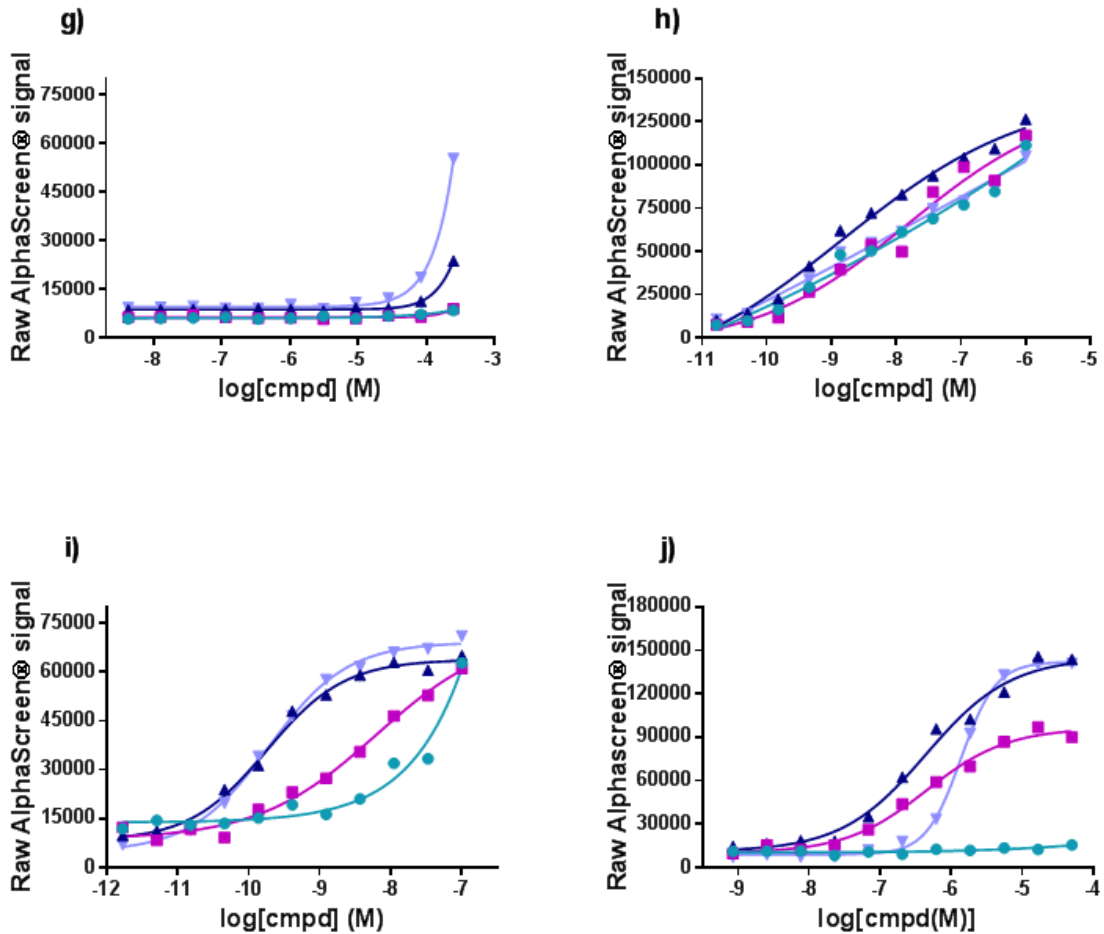 g)
Raw AlphaScreen® signal
75000
60000
45000
30000
15000
0
-8 -7 -6 -5 -4 -3
log[cmpd] (M)
h)
Raw AlphaScreen® signal
150000
125000
100000
75000
50000
25000
0
-11 -10 -9 -8 -7 -6 -5
log[cmpd] (M)
i)
Raw AlphaScreen® signal
75000
60000
45000
30000
15000
0
-12 -11 -10 -9 -8 -7
log[cmpd] (M)
j)
Raw Alphascreen® signal
180000
150000
120000
90000
60000
30000
0
-9 -8 -7 -6 -5 -4
log[cmpd(M)]